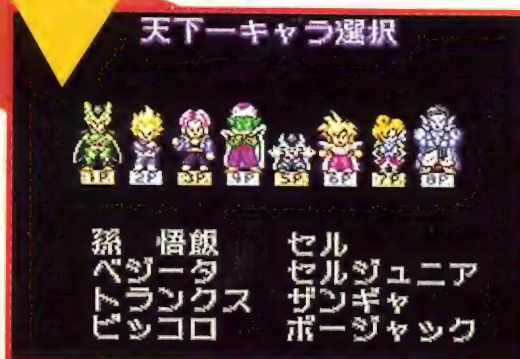 天下一キャラ選択
1P 2P 3P 4P 5P 6P 7P 8P
孫 悟飯 セル
ベジータ セルジュニア
トランクス ザンギャ
ピッコロ ボージャック